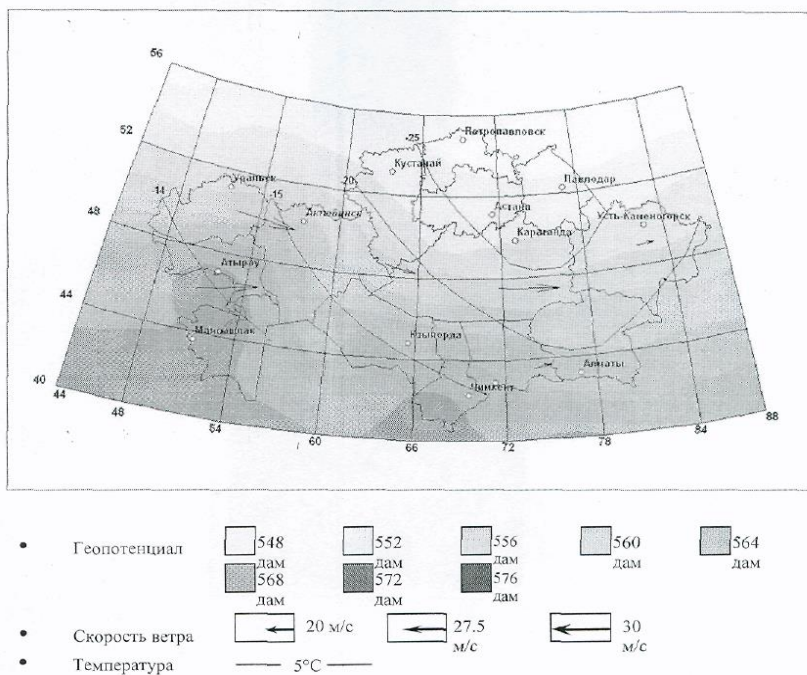 56
52
48
44
40
44
48
54
60
66
72
78
84
88
-25
-20
-15
-14
Петропавловск
Кустанай
Павлодар
Уральск
Актюбинск
Астана
Караганда
Усть-Каменогорск
Атырау
Мангышлак
Кзылорда
Чимкент
Алматы
• Геопотенциал
548 дам
552 дам
556 дам
560 дам
564 дам
568 дам
572 дам
576 дам
• Скорость ветра
20 м/с
27.5 м/с
30 м/с
• Температура
5°C